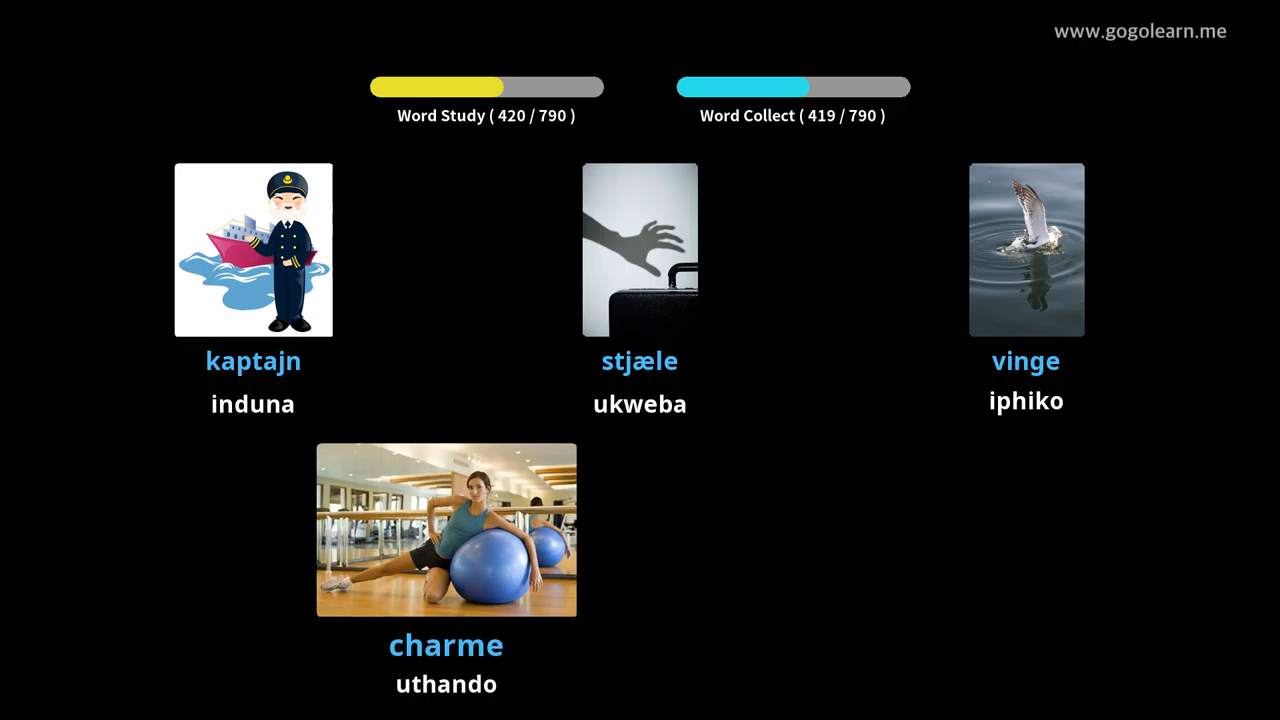 www.gogolearn.me
Word Study ( 420 / 790 )
Word Collect ( 419 / 790 )
kaptajn
induna
stjæle
ukweba
vinge
iphiko
charme
uthando